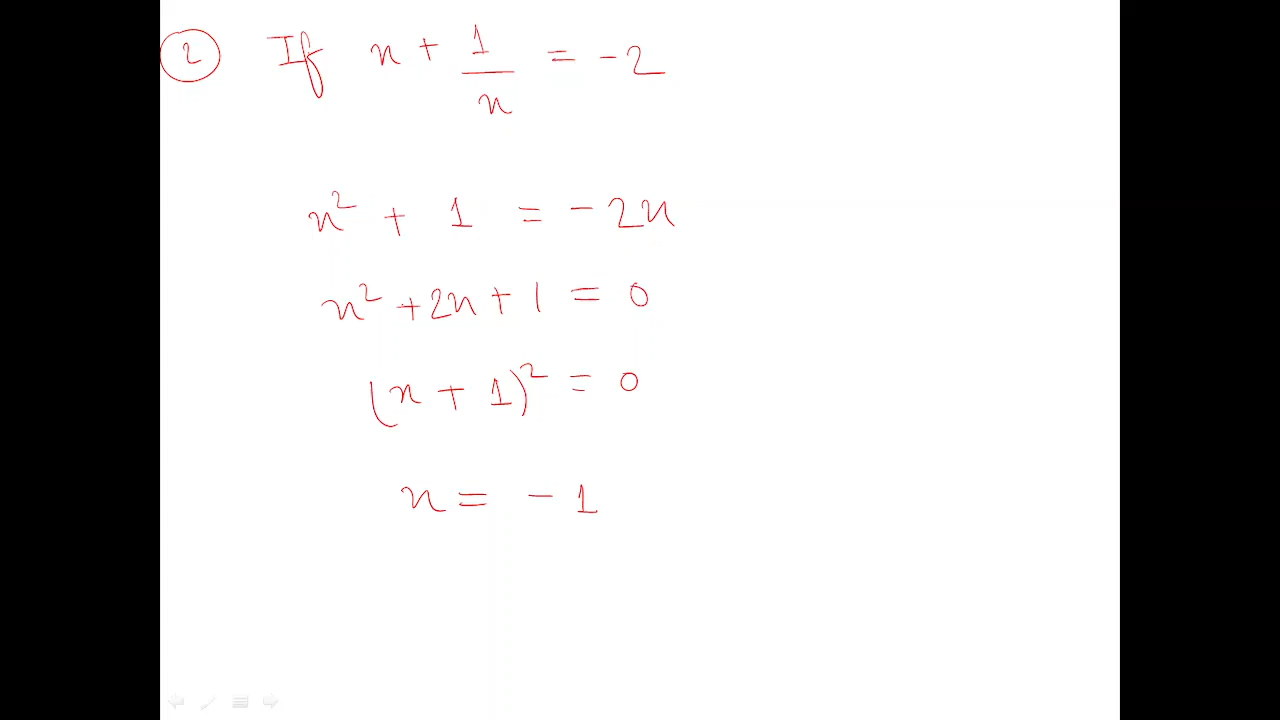 ② If x + 1/x = -2
x² + 1 = -2x
x² + 2x + 1 = 0
(x + 1)² = 0
x = -1